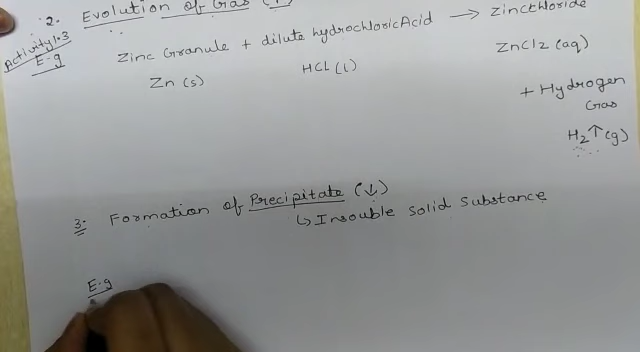 2. Evolution of Gas (↑)
Activity 1.3
E.g
Zinc Granule + dilute hydrochloric Acid → Zinc Chloride
Zn (s) HCL (l) ZnCl2 (aq)
+ Hydrogen
Gas
H2↑ (g)
3: Formation of Precipitate (↓)
↳ Insouble Solid Substance
E.g